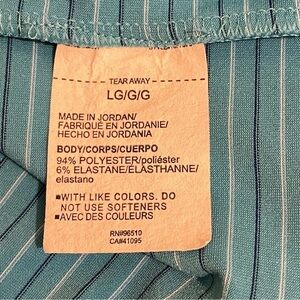 TEAR AWAY
LG/G/G
MADE IN JORDAN/
FABRIQUÉ EN JORDANIE/
HECHO EN JORDANIA
BODY/CORPS/CUERPO
94% POLYESTER/poliéster
6% ELASTANE/ÉLASTHANNE/
elastano
■WITH LIKE COLORS. DO
NOT USE SOFTENERS
■AVEC DES COULEURS
RN#96510
CA#41095